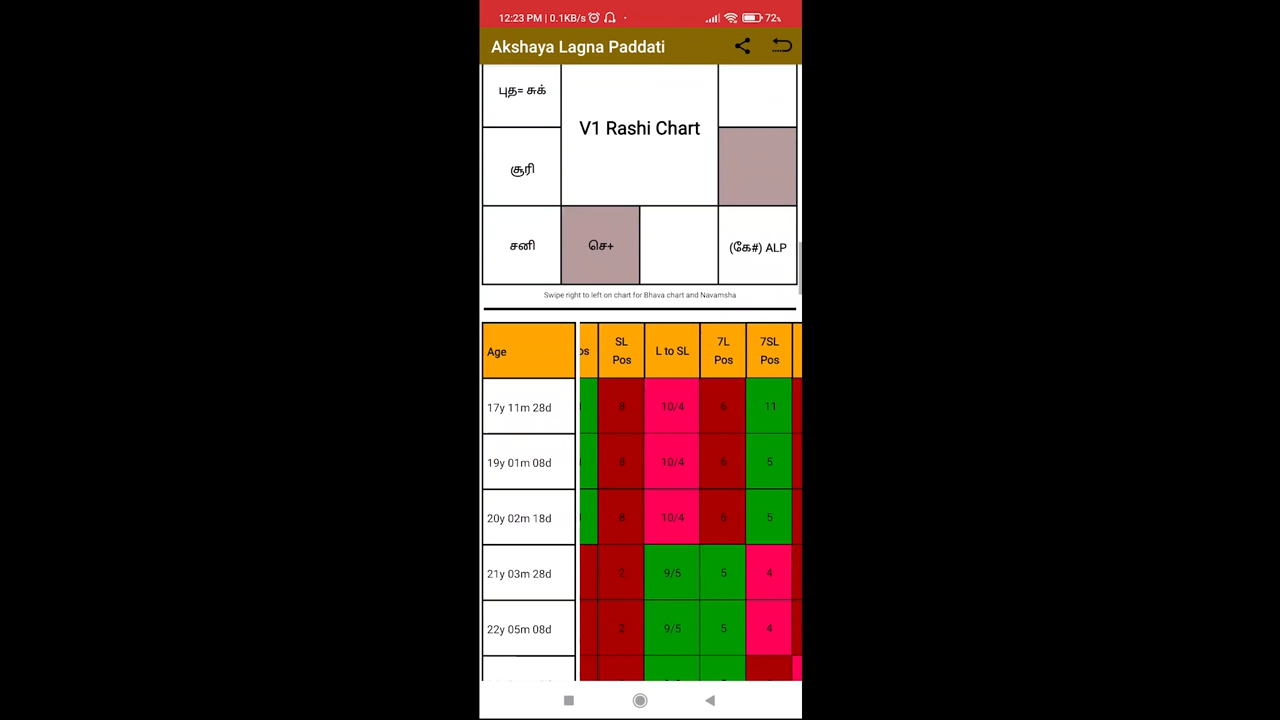 12:23 PM | 0.1KB/s
72%
Akshaya Lagna Paddati
புத= சுக்
V1 Rashi Chart
சூரி
சனி
செ+
(கே#) ALP
Swipe right to left on chart for Bhava chart and Navamsha
Age
os
SL Pos
L to SL
7L Pos
7SL Pos
17y 11m 28d
8
10/4
6
11
19y 01m 08d
8
10/4
6
5
20y 02m 18d
8
10/4
6
5
21y 03m 28d
2
9/5
5
4
22y 05m 08d
2
9/5
5
4